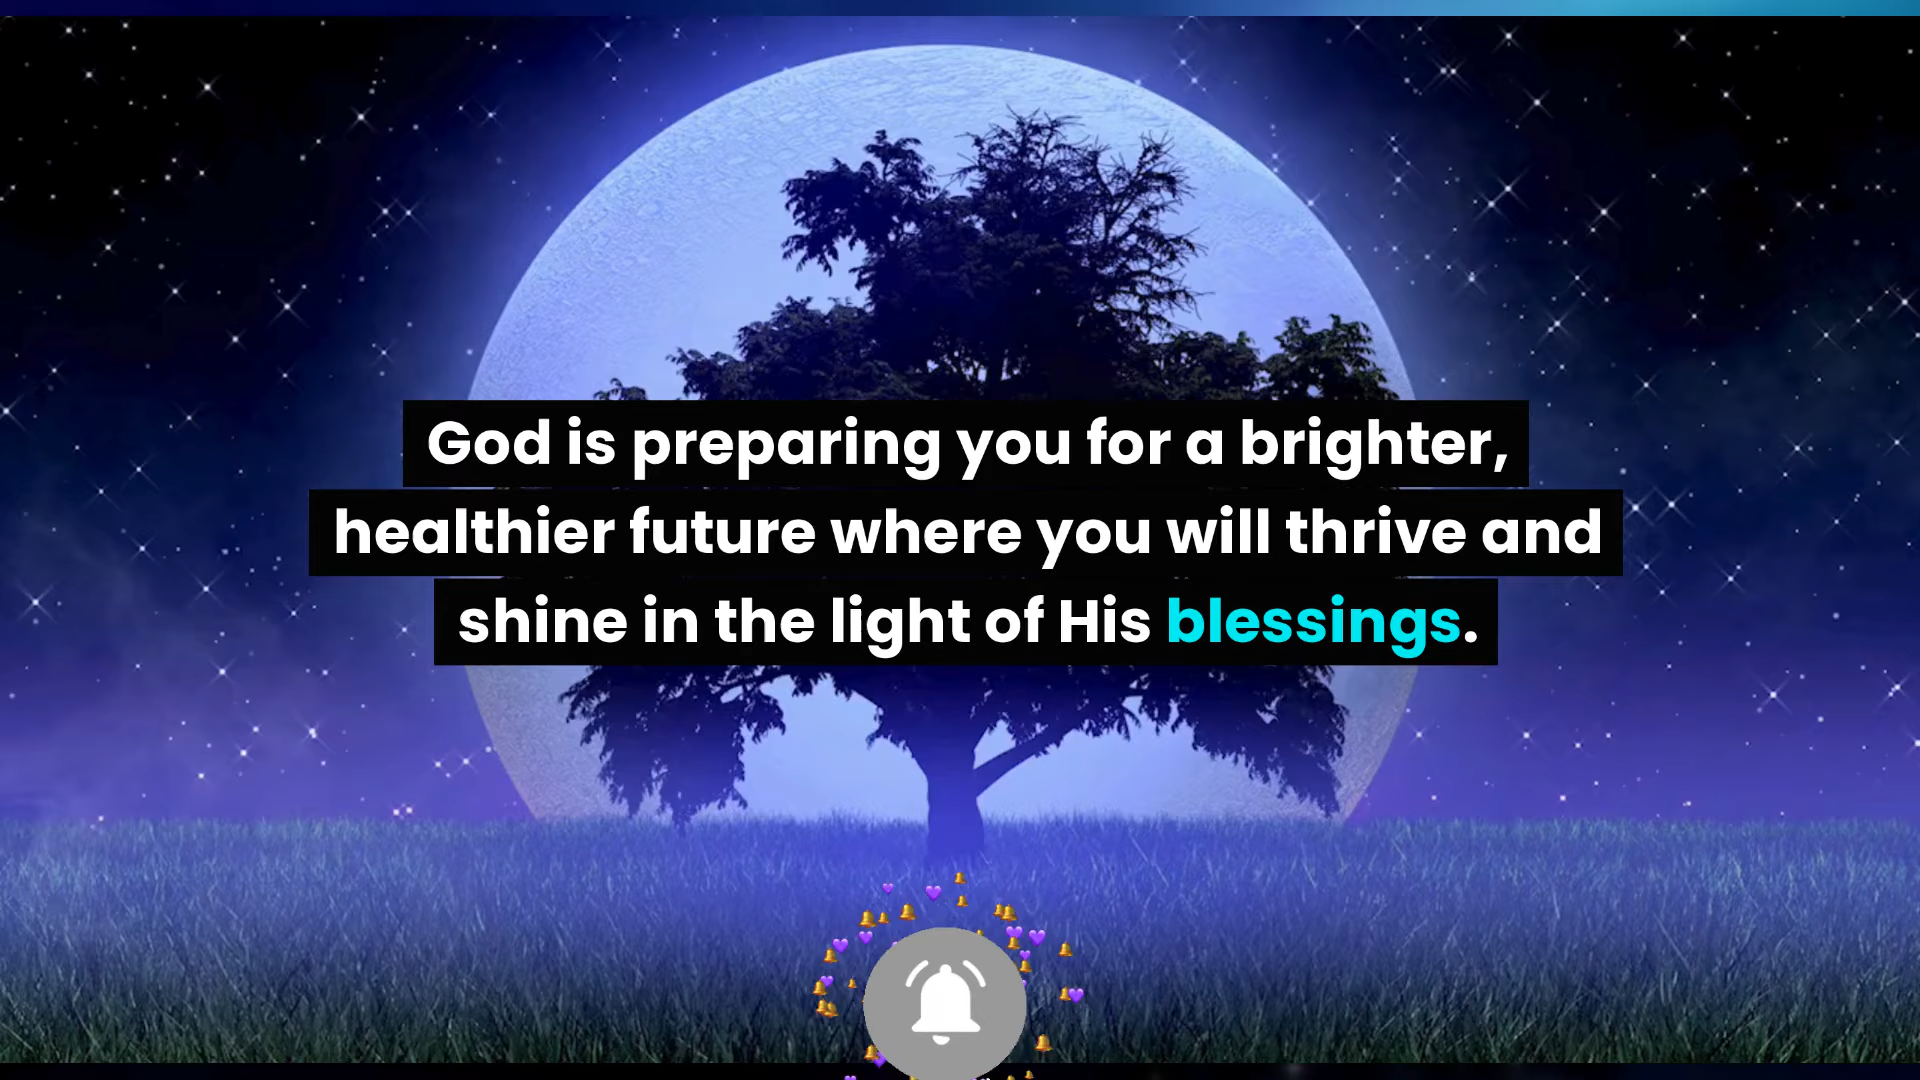 God is preparing you for a brighter,
healthier future where you will thrive and
shine in the light of His blessings.